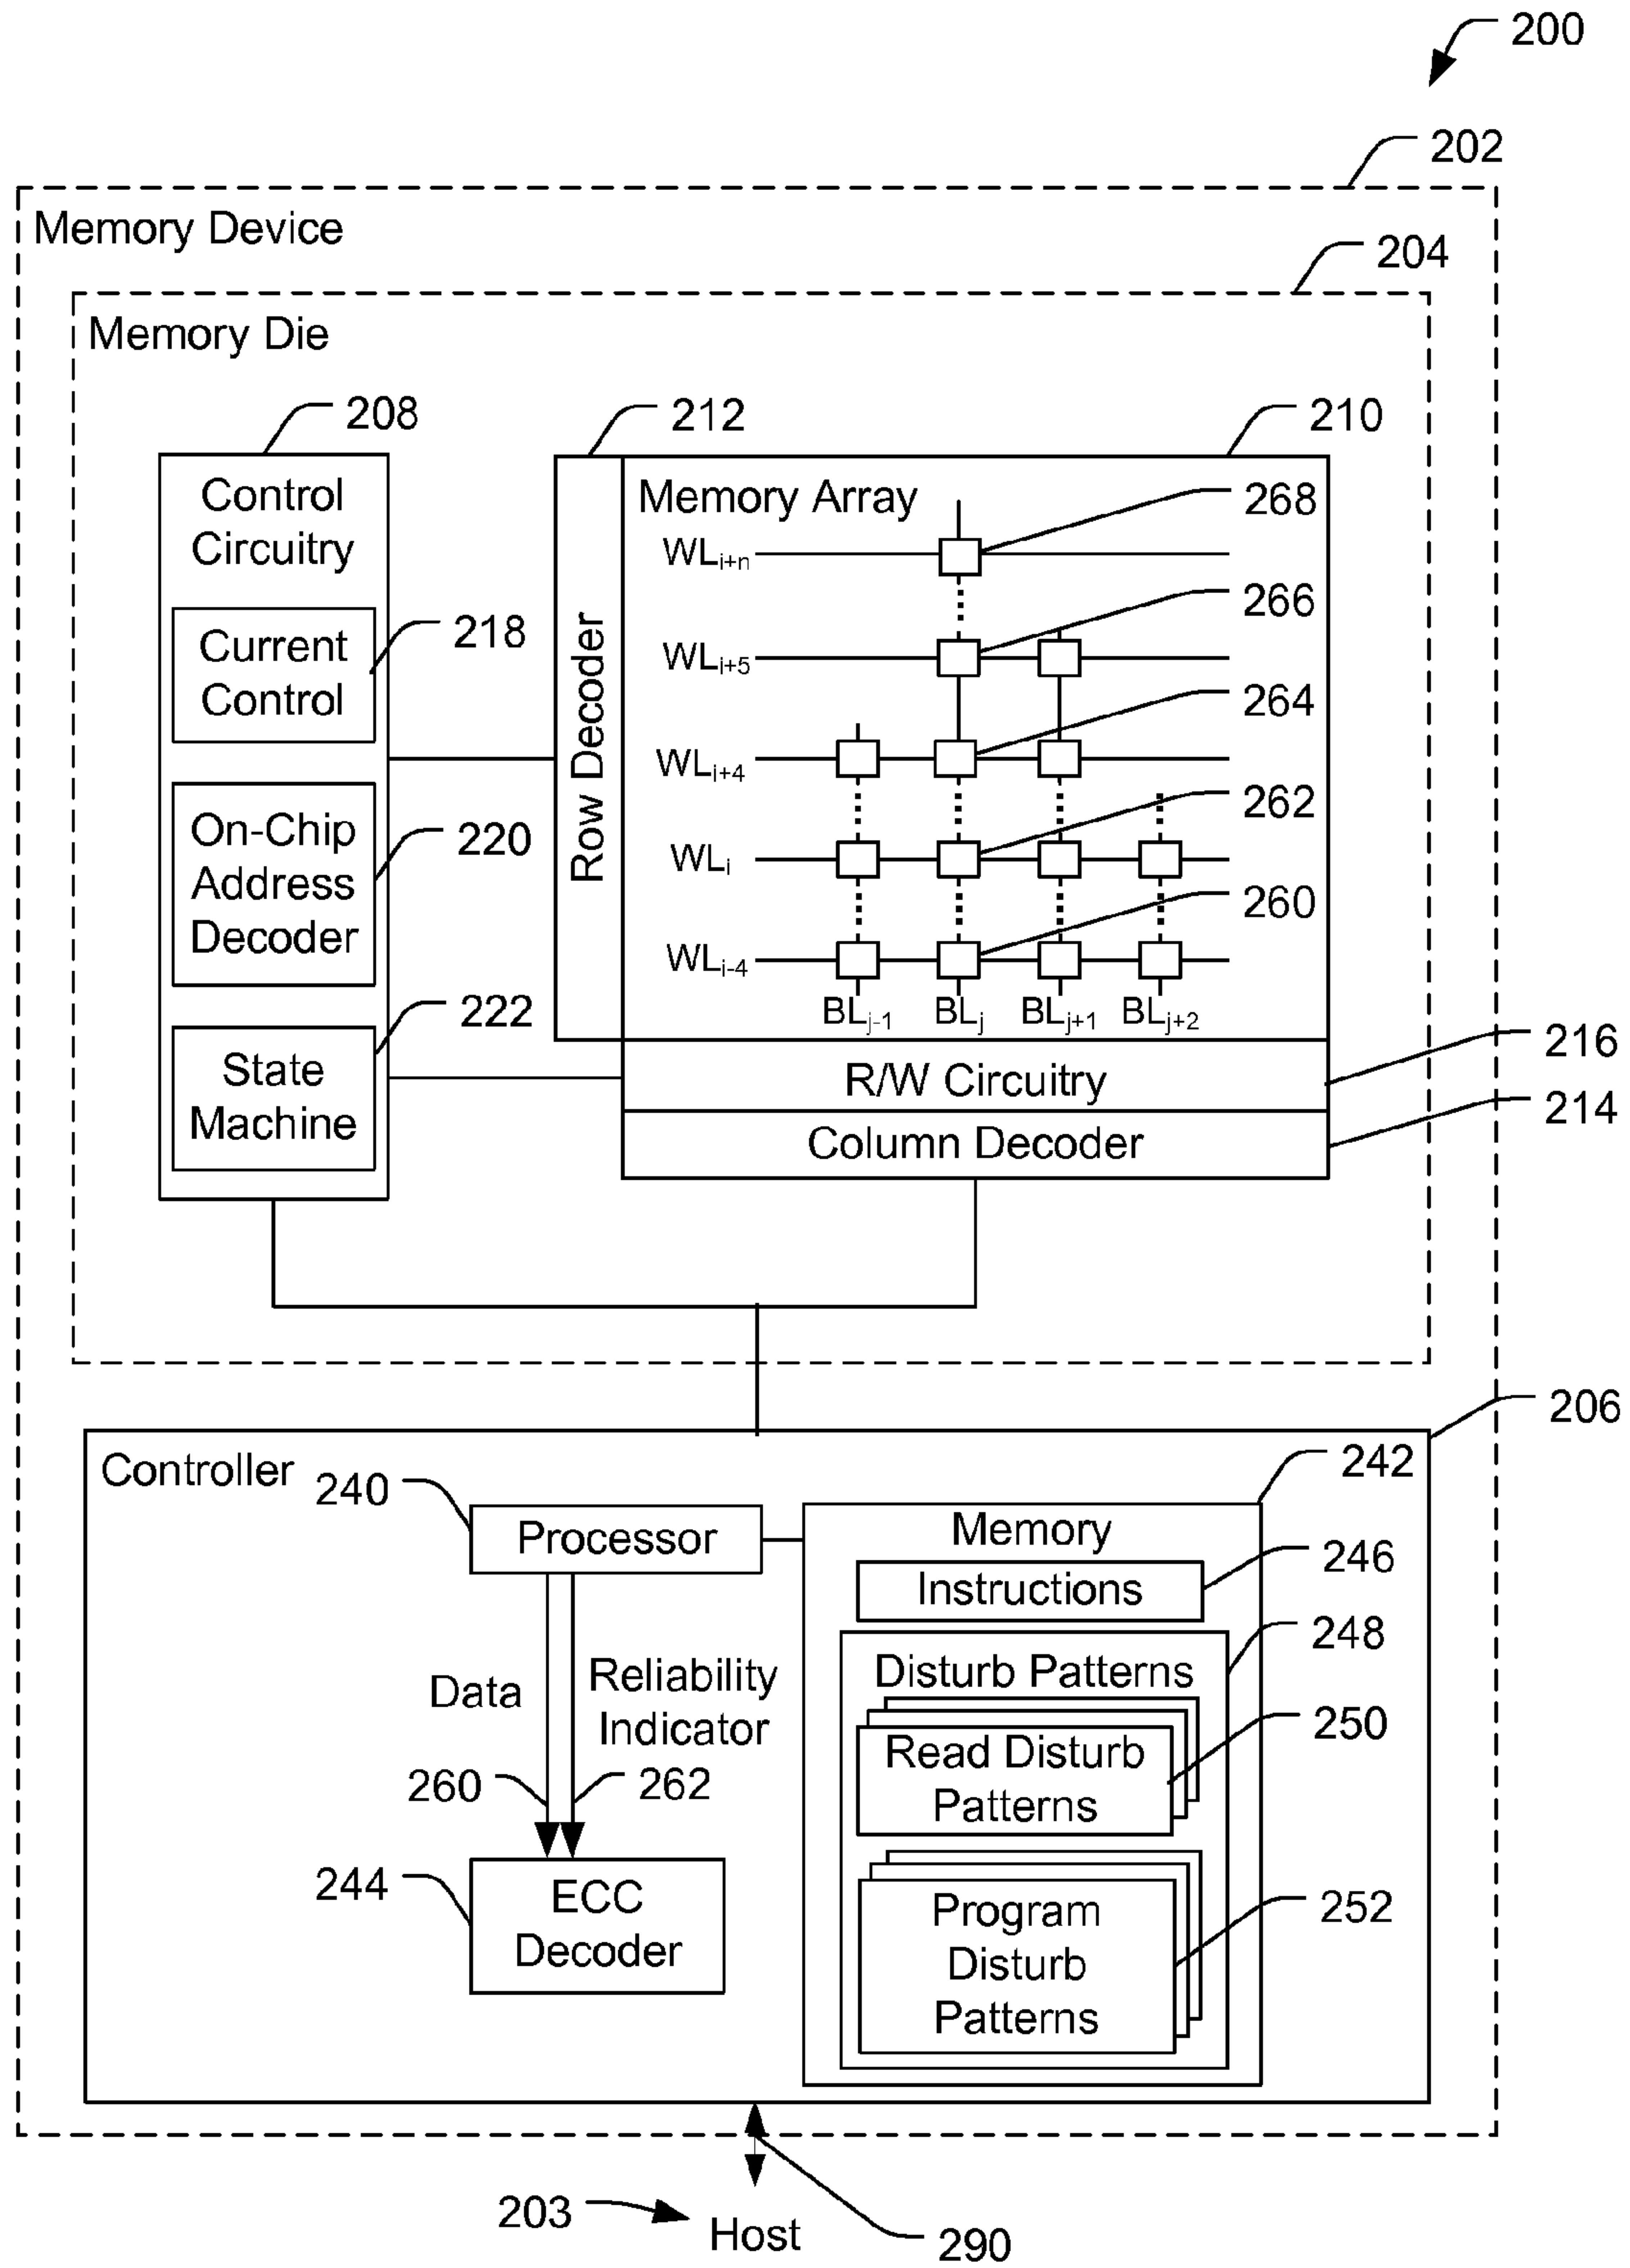 200
202
Memory Device
204
Memory Die
208
212
210
Control
Circuitry
Memory Array
268
WLi+n
266
Current
Control
218
WLi+5
264
Row Decoder
WLi+4
262
On-Chip
Address
Decoder
220
WLi
260
WLi-4
222
BLj-1 BLj BLj+1 BLj+2
State
Machine
216
R/W Circuitry
214
Column Decoder
206
Controller
240
242
Processor
Memory
246
Instructions
248
Disturb Patterns
Data
Reliability
Indicator
250
Read Disturb
Patterns
260
262
244
ECC
Decoder
252
Program
Disturb
Patterns
203
Host
290